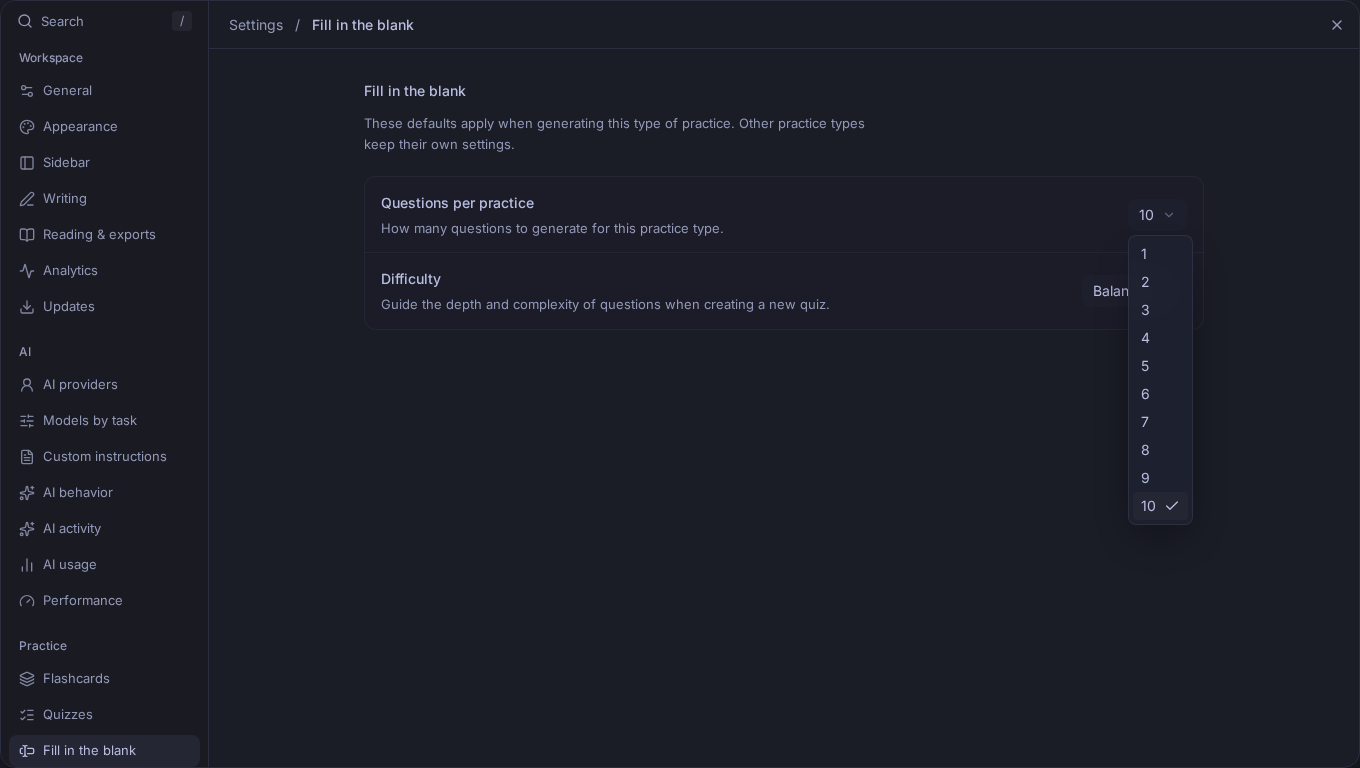 Search /
Workspace
General
Appearance
Sidebar
Writing
Reading & exports
Analytics
Updates
AI
AI providers
Models by task
Custom instructions
AI behavior
AI activity
AI usage
Performance
Practice
Flashcards
Quizzes
Fill in the blank
Settings / Fill in the blank
Fill in the blank
These defaults apply when generating this type of practice. Other practice types
keep their own settings.
Questions per practice
How many questions to generate for this practice type.
10
Difficulty
Guide the depth and complexity of questions when creating a new quiz.
Balan
1
2
3
4
5
6
7
8
9
10